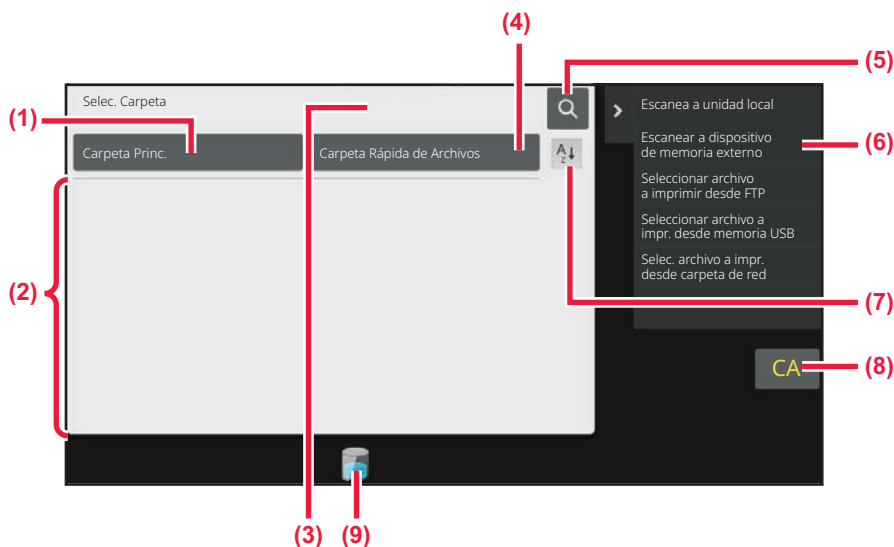 (4)
(5)
Selec. Carpeta
Escanea a unidad local
(1)
Escanear a dispositivo
de memoria externo
(6)
Carpeta Princ.
Carpeta Rápida de Archivos
A
Z
Seleccionar archivo
a imprimir desde FTP
Seleccionar archivo a
impr. desde memoria USB
Selec. archivo a impr.
desde carpeta de red
(2)
(7)
CA
(8)
(3)
(9)